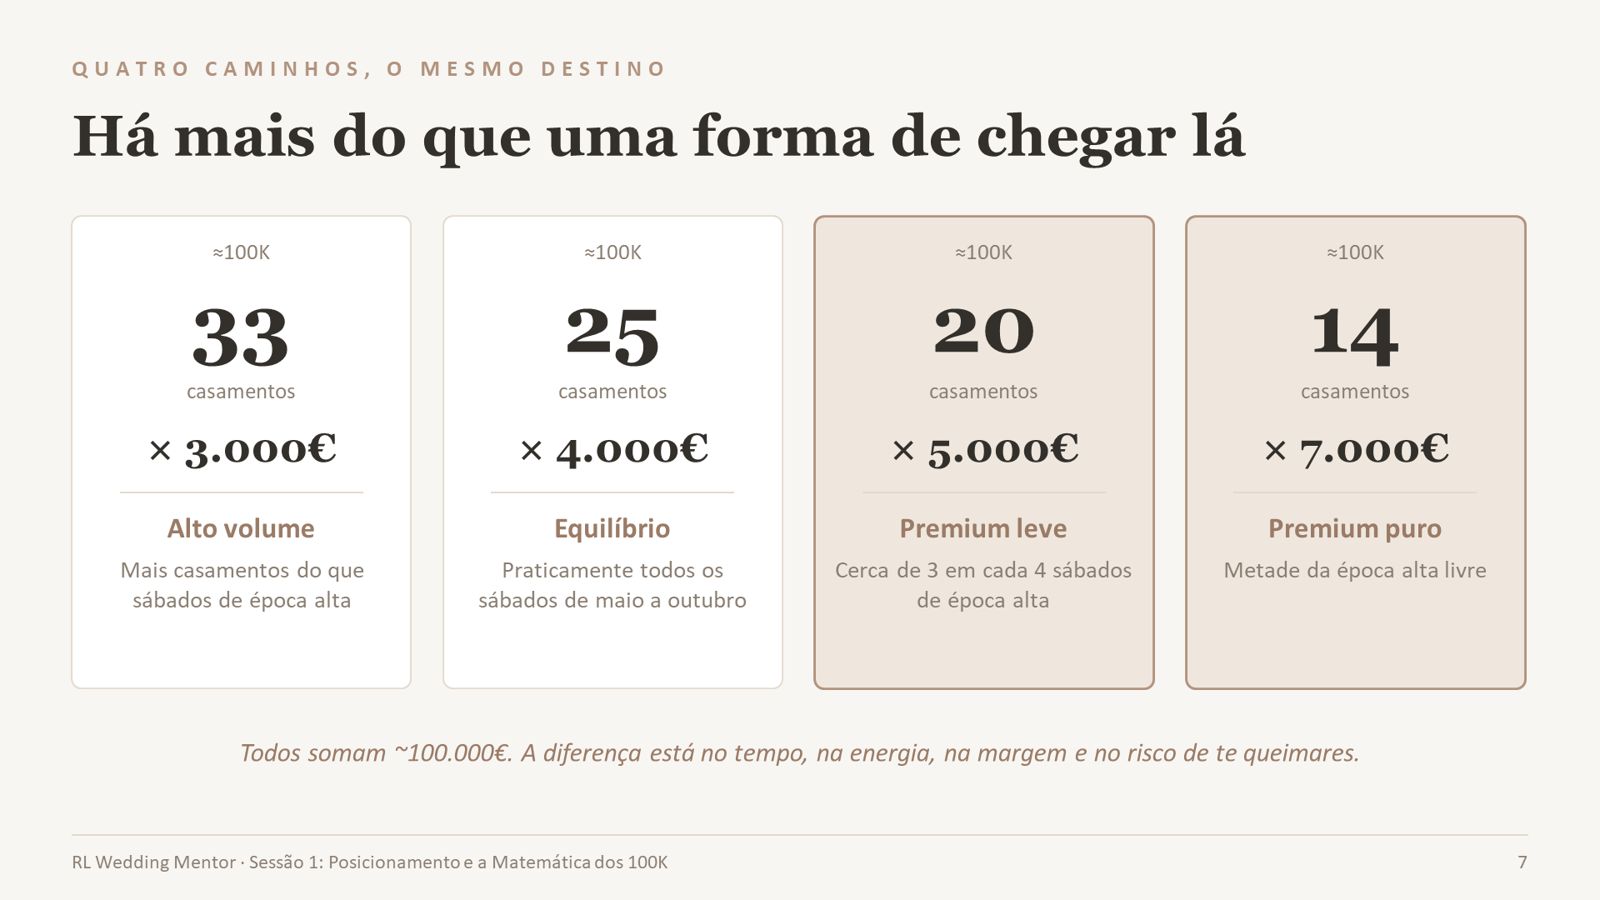 QUATRO CAMINHOS, O MESMO DESTINO
Há mais do que uma forma de chegar lá
≈100K
33
casamentos
× 3.000€
Alto volume
Mais casamentos do que
sábados de época alta
≈100K
25
casamentos
× 4.000€
Equilíbrio
Praticamente todos os
sábados de maio a outubro
≈100K
20
casamentos
× 5.000€
Premium leve
Cerca de 3 em cada 4 sábados
de época alta
≈100K
14
casamentos
× 7.000€
Premium puro
Metade da época alta livre
Todos somam ~100.000€. A diferença está no tempo, na energia, na margem e no risco de te queimares.
RL Wedding Mentor · Sessão 1: Posicionamento e a Matemática dos 100K
7